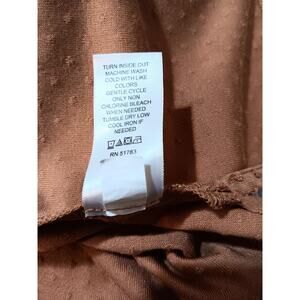 TURN INSIDE OUT
MACHINE WASH
COLD WITH LIKE
COLORS
GENTLE CYCLE
ONLY NON
CHLORINE BLEACH
WHEN NEEDED
TUMBLE DRY LOW
COOL IRON IF
NEEDED
RN 51783